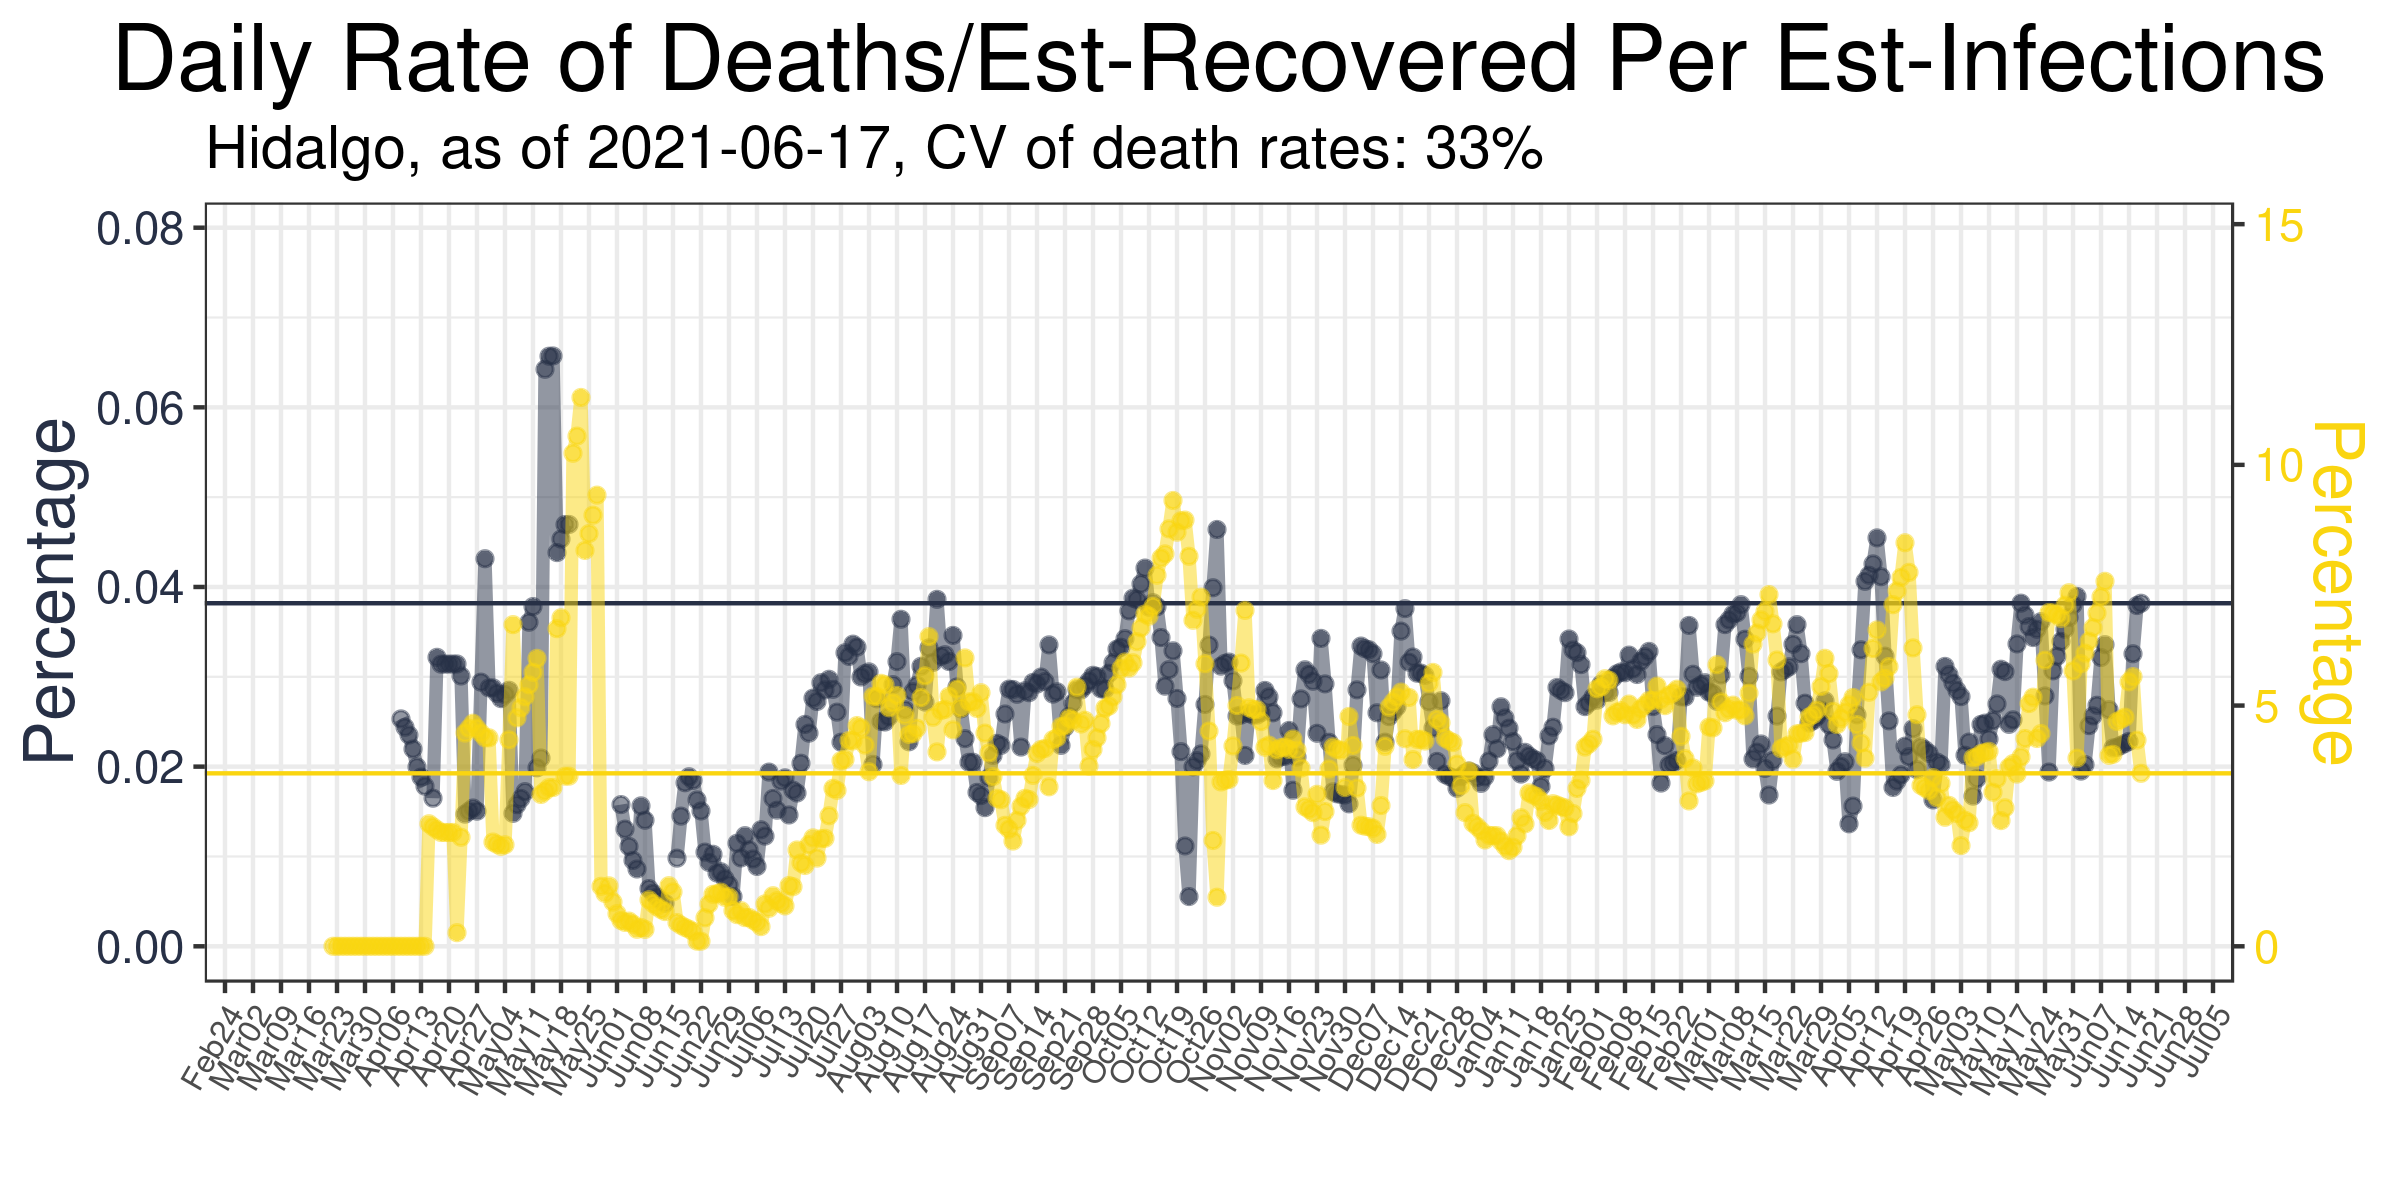 Daily Rate of Deaths/Est-Recovered Per Est-Infections
Hidalgo, as of 2021-06-17, CV of death rates: 33%
Percentage
0.08
0.06
0.04
0.02
0.00
15
10
5
0
Percentage
Feb24
Mar02
Mar09
Mar16
Mar23
Mar30
Apr06
Apr13
Apr20
Apr27
May04
May11
May18
May25
Jun01
Jun08
Jun15
Jun22
Jun29
Jul06
Jul13
Jul20
Jul27
Aug03
Aug10
Aug17
Aug24
Aug31
Sep07
Sep14
Sep21
Sep28
Oct05
Oct12
Oct19
Oct26
Nov02
Nov09
Nov16
Nov23
Nov30
Dec07
Dec14
Dec21
Dec28
Jan04
Jan11
Jan18
Jan25
Feb01
Feb08
Feb15
Feb22
Mar01
Mar08
Mar15
Mar22
Mar29
Apr05
Apr12
Apr19
Apr26
May03
May10
May17
May24
May31
Jun07
Jun14
Jun21
Jun28
Jul05